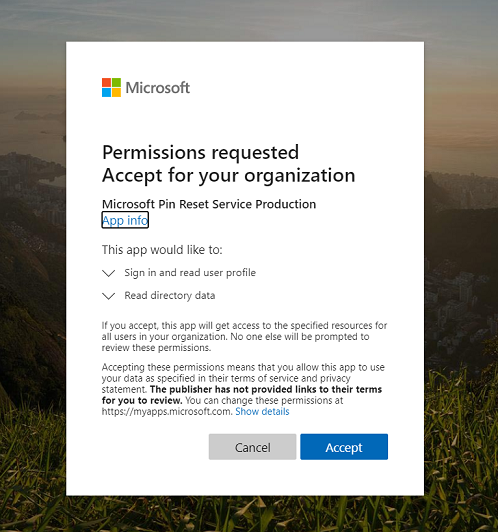 Microsoft
Permissions requested
Accept for your organization
Microsoft Pin Reset Service Production
App info
This app would like to:
Sign in and read user profile
Read directory data
If you accept, this app will get access to the specified resources for
all users in your organization. No one else will be prompted to
review these permissions.
Accepting these permissions means that you allow this app to use
your data as specified in their terms of service and privacy
statement. The publisher has not provided links to their terms
for you to review. You can change these permissions at
https://myapps.microsoft.com. Show details
Cancel
Accept